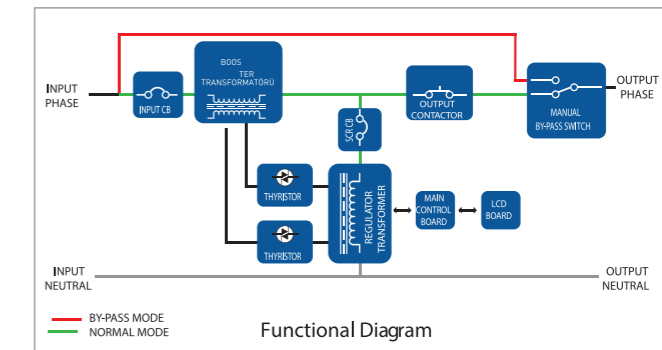 INPUT
PHASE
INPUT CB
BOOS
TER
TRANSFORMATÖRÜ
SCR CB
OUTPUT
CONTACTOR
MANUAL
BY-PASS SWITCH
OUTPUT
PHASE
THYRISTOR
THYRISTOR
REGULATOR
TRANSFORMER
MAIN
CONTROL
BOARD
LCD
BOARD
INPUT
NEUTRAL
OUTPUT
NEUTRAL
BY-PASS MODE
NORMAL MODE
Functional Diagram